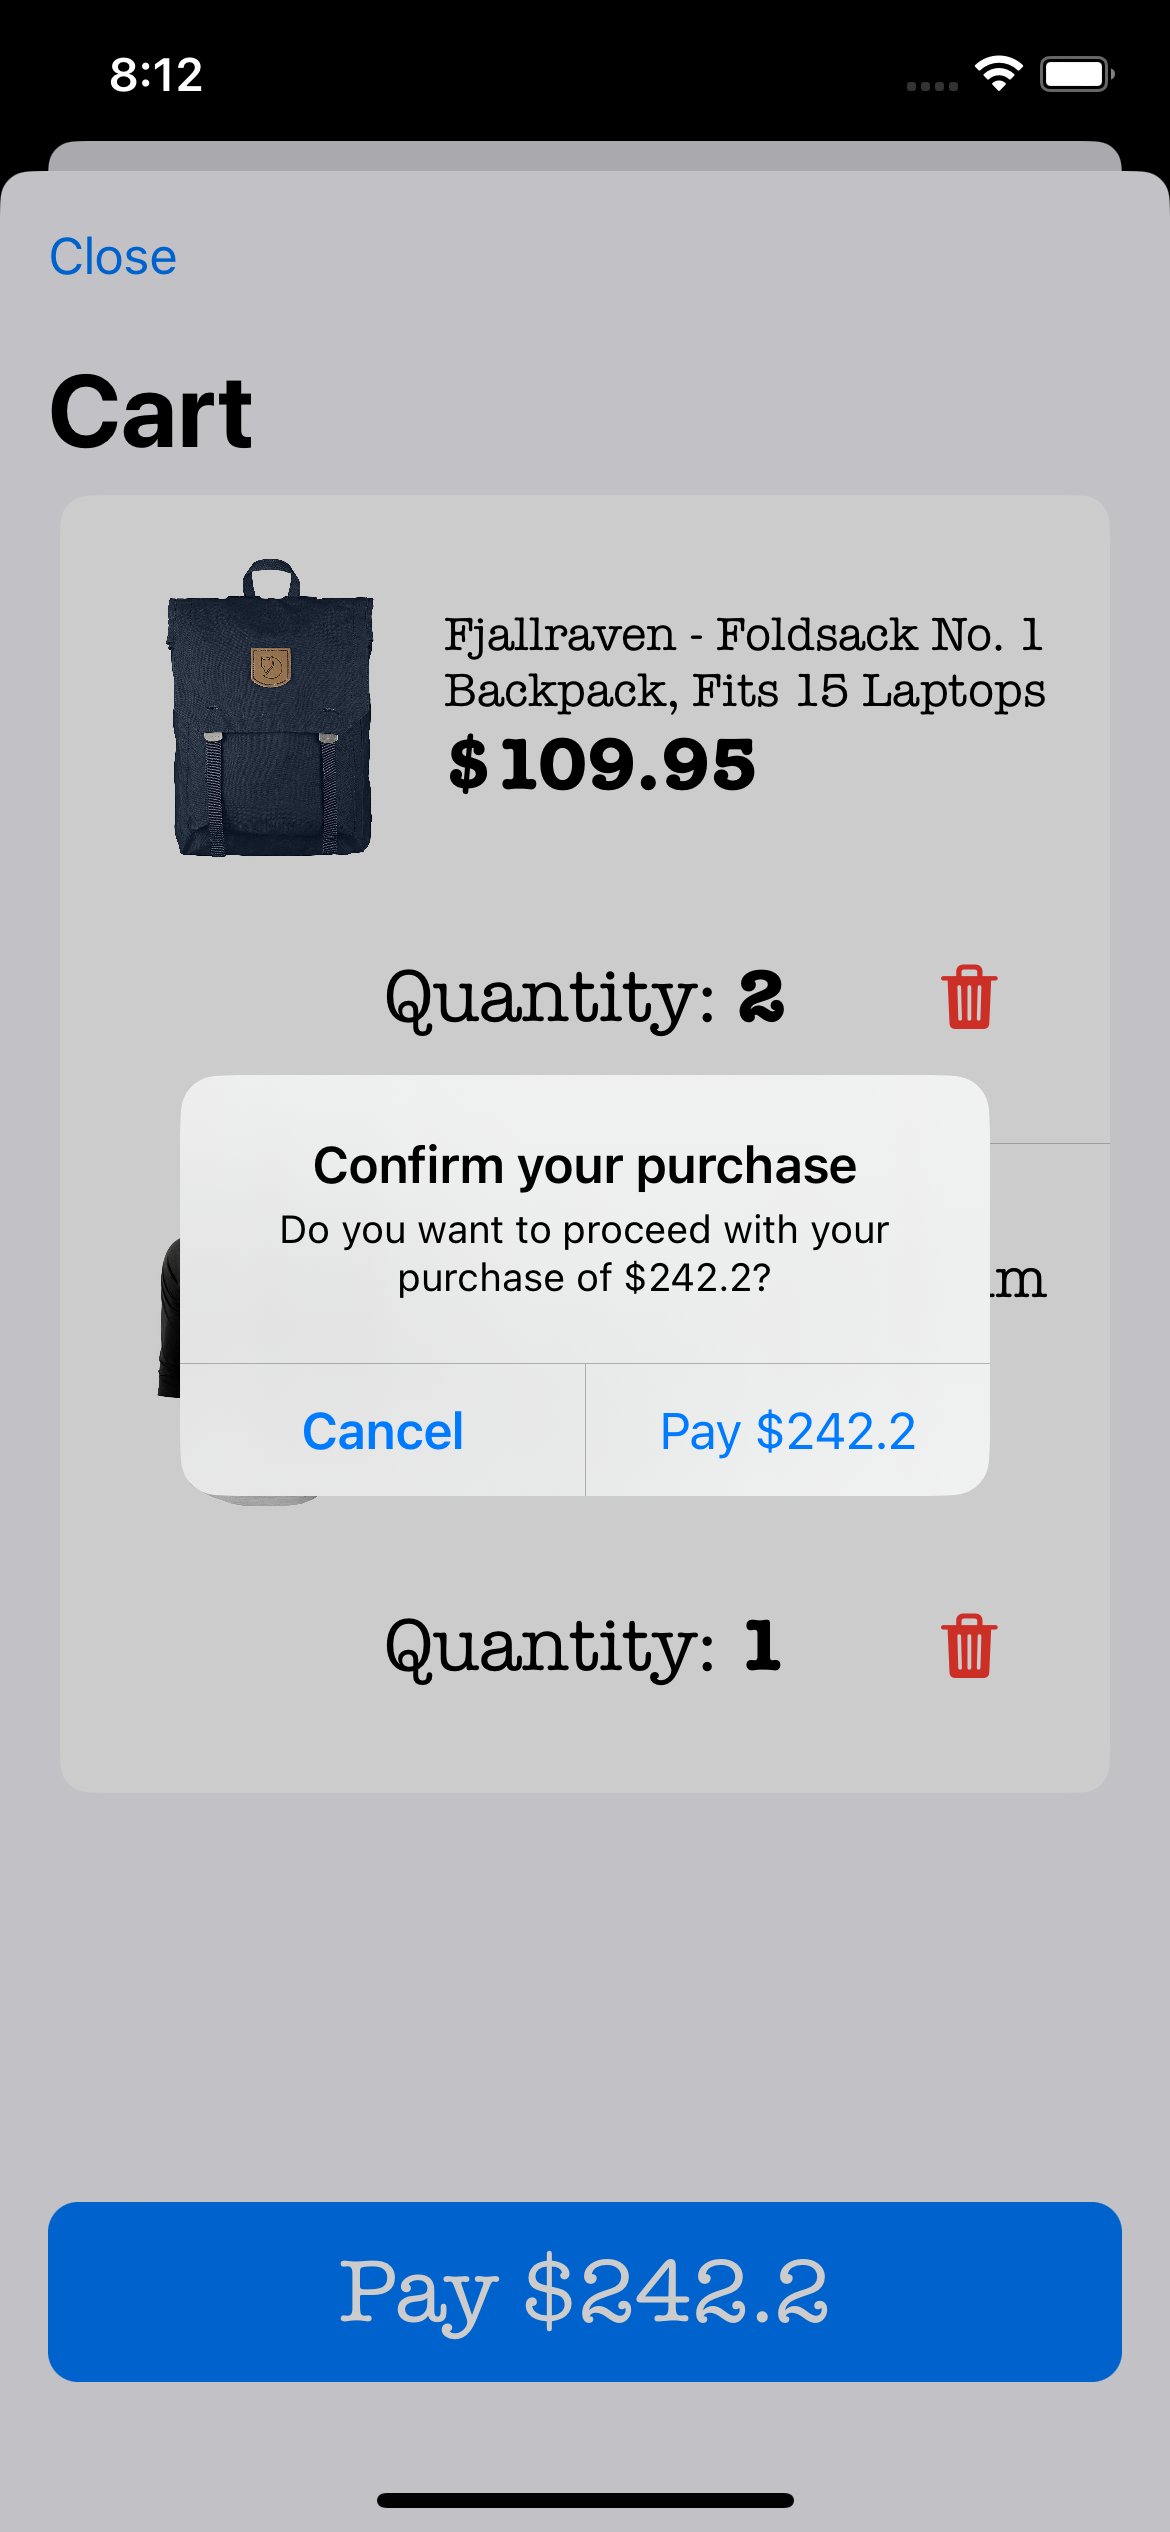 8:12
Close
Cart
Fjallraven - Foldsack No. 1
Backpack, Fits 15 Laptops
$109.95
Quantity: 2
Confirm your purchase
Do you want to proceed with your
purchase of $242.2?
Cancel
Pay $242.2
Quantity: 1
Pay $242.2